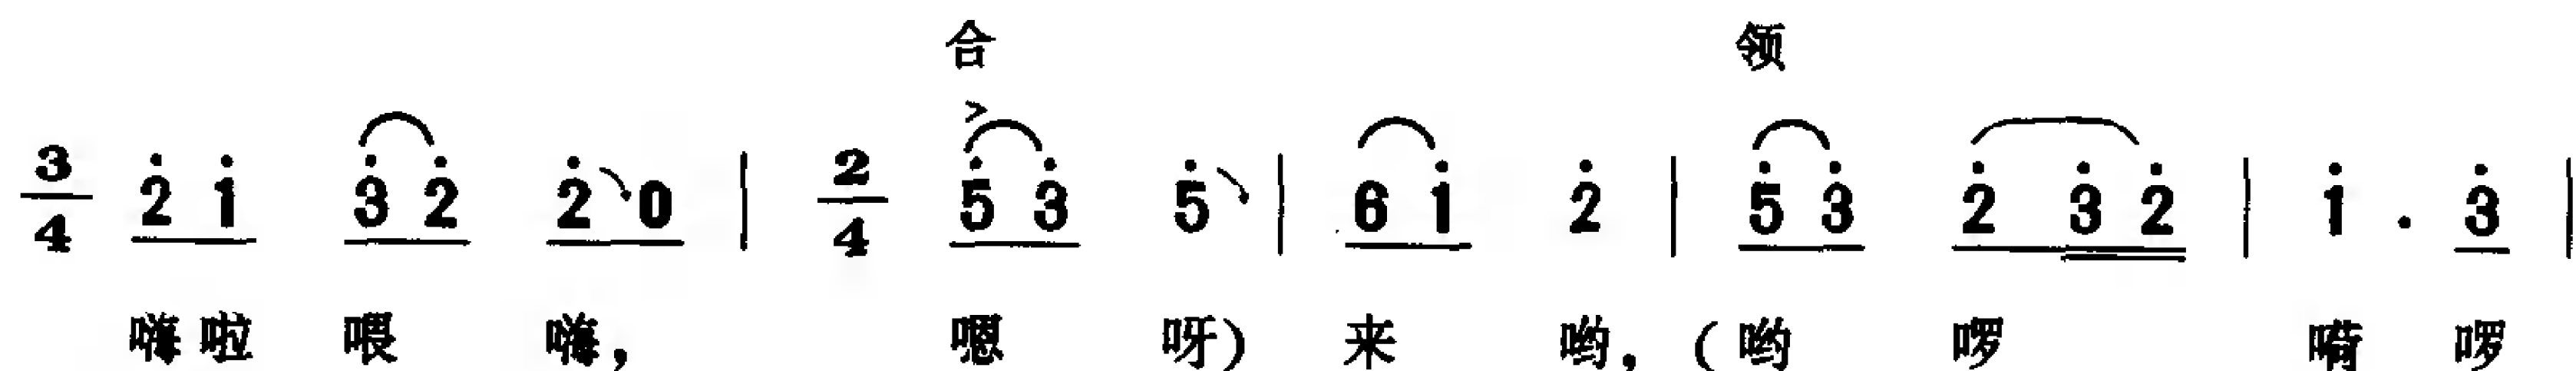 合 领
3/4 2̇ 1̇ 3̇ 2̇ 2̇ 0 | 2/4 5̇ 3̇ 5̇ | 6 1̇ 2̇ | 5̇ 3̇ 2̇ 3̇ 2̇ | 1̇ . 3̇ |
嗨啦 喂 嗨， 嗯 呀）来 哟，（哟 啰 嗬 啰